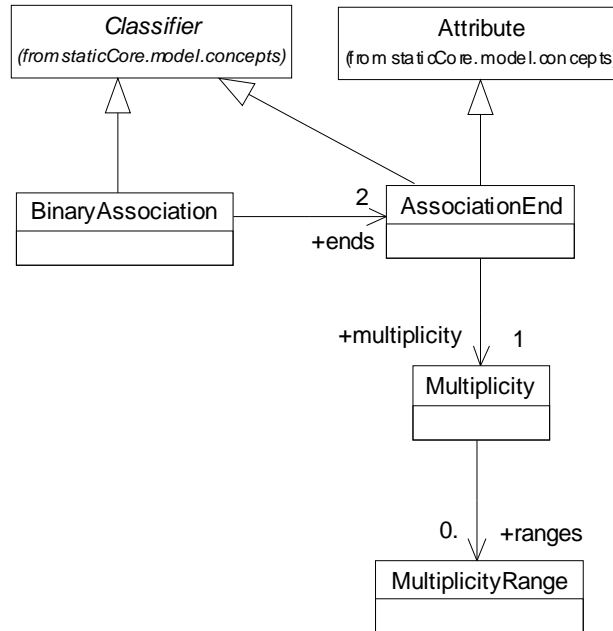 Classifier
(from staticCore.model.concepts)
Attribute
(from staticCore.model.concepts)
BinaryAssociation
2
AssociationEnd
+ends
+multiplicity
1
Multiplicity
0.
+ranges
MultiplicityRange